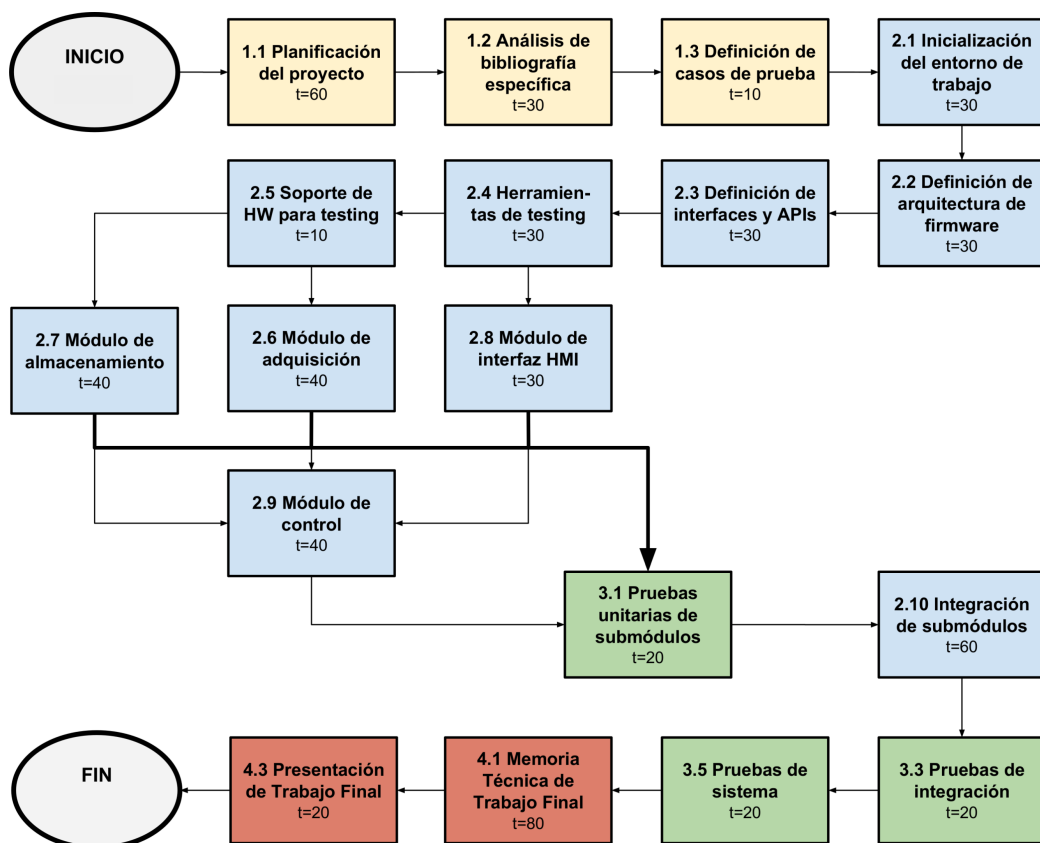 INICIO
1.1 Planificación
del proyecto
t=60
1.2 Análisis de
bibliografía
específica
t=30
1.3 Definición de
casos de prueba
t=10
2.1 Inicialización
del entorno de
trabajo
t=30
2.5 Soporte de
HW para testing
t=10
2.4 Herramien-
tas de testing
t=30
2.3 Definición de
interfaces y APIs
t=30
2.2 Definición de
arquitectura de
firmware
t=30
2.7 Módulo de
almacenamiento
t=40
2.6 Módulo de
adquisición
t=40
2.8 Módulo de
interfaz HMI
t=30
2.9 Módulo de
control
t=40
3.1 Pruebas
unitarias de
submódulos
t=20
2.10 Integración
de submódulos
t=60
FIN
4.3 Presentación
de Trabajo Final
t=20
4.1 Memoria
Técnica de
Trabajo Final
t=80
3.5 Pruebas de
sistema
t=20
3.3 Pruebas de
integración
t=20